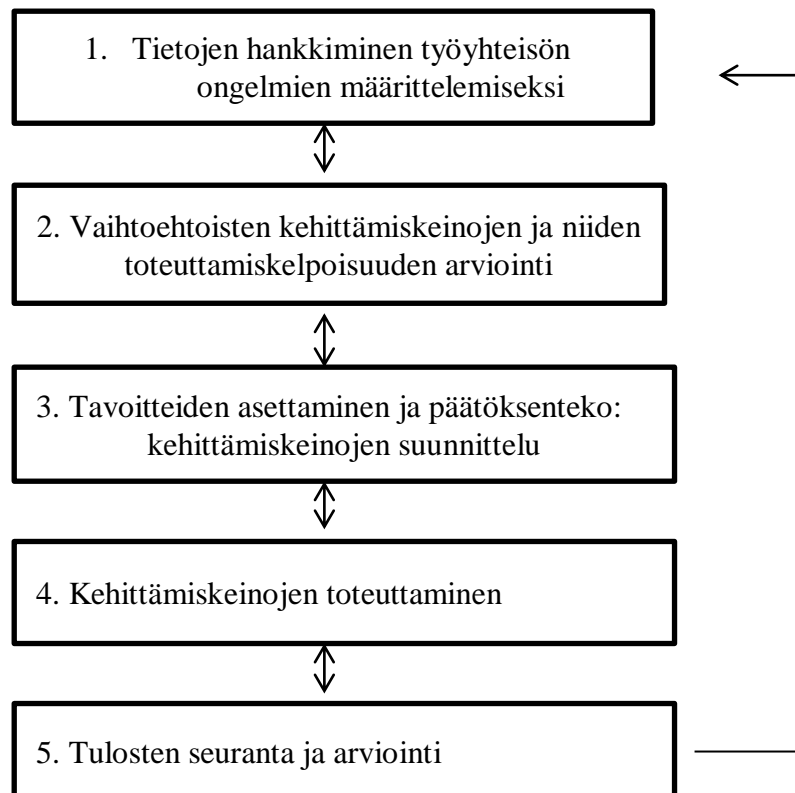 1. Tietojen hankkiminen työyhteisön
ongelmien määrittelemiseksi
2. Vaihtoehtoisten kehittämiskeinojen ja niiden
toteuttamiskelpoisuuden arviointi
3. Tavoitteiden asettaminen ja päätöksenteko:
kehittämiskeinojen suunnittelu
4. Kehittämiskeinojen toteuttaminen
5. Tulosten seuranta ja arviointi